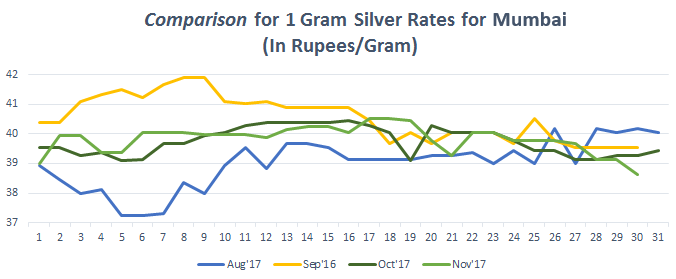 Comparison for 1 Gram Silver Rates for Mumbai
(In Rupees/Gram)
42
41
40
39
38
37
1 2 3 4 5 6 7 8 9 10 11 12 13 14 15 16 17 18 19 20 21 22 23 24 25 26 27 28 29 30 31
Aug'17 Sep'16 Oct'17 Nov'17